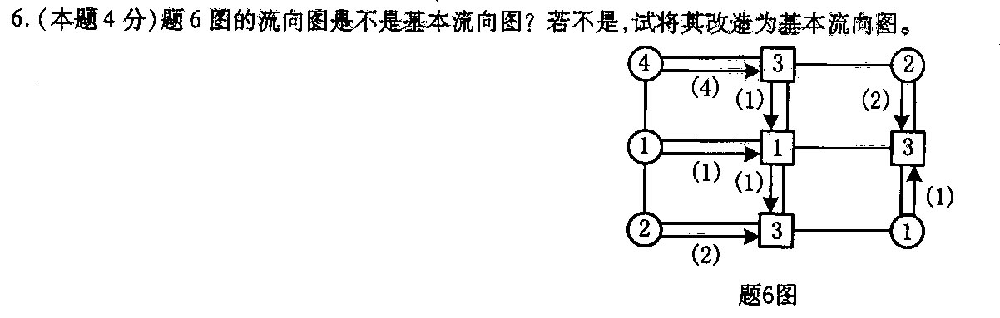 6.(本题4分)题6图的流向图是不是基本流向图?若不是,试将其改造为基本流向图。
4 3 2
(4) (1) (2)
1 1 3
(1) (1) (1)
2 3 1
(2)
题6图